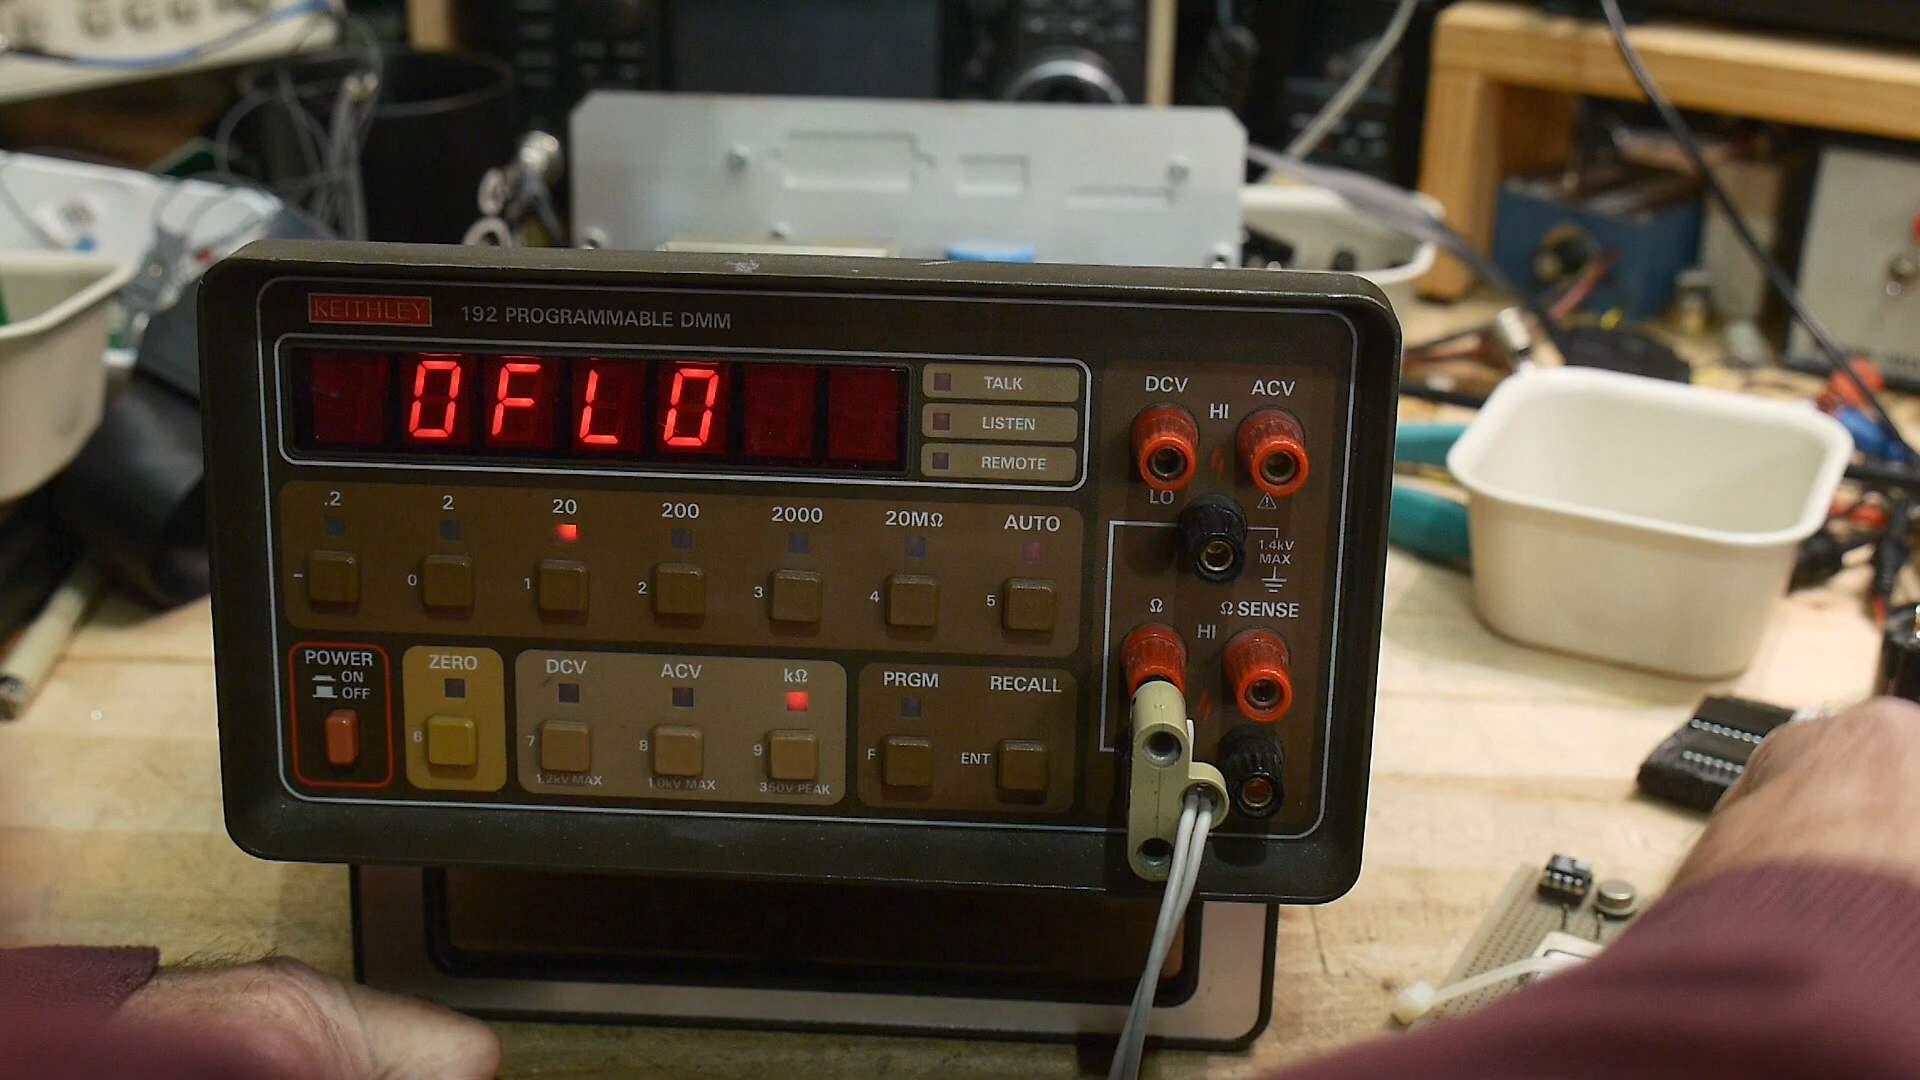 KEITHLEY 192 PROGRAMMABLE DMM
OFLO
TALK
LISTEN
REMOTE
.2 2 20 200 2000 20MΩ AUTO
- 0 1 2 3 4 5
POWER
ON
OFF
ZERO
6
DCV ACV kΩ
7 8 9
1.2kV MAX 1.0kV MAX 350V PEAK
PRGM RECALL
F ENT
DCV ACV
HI
LO
1.4kV
MAX
Ω Ω SENSE
HI